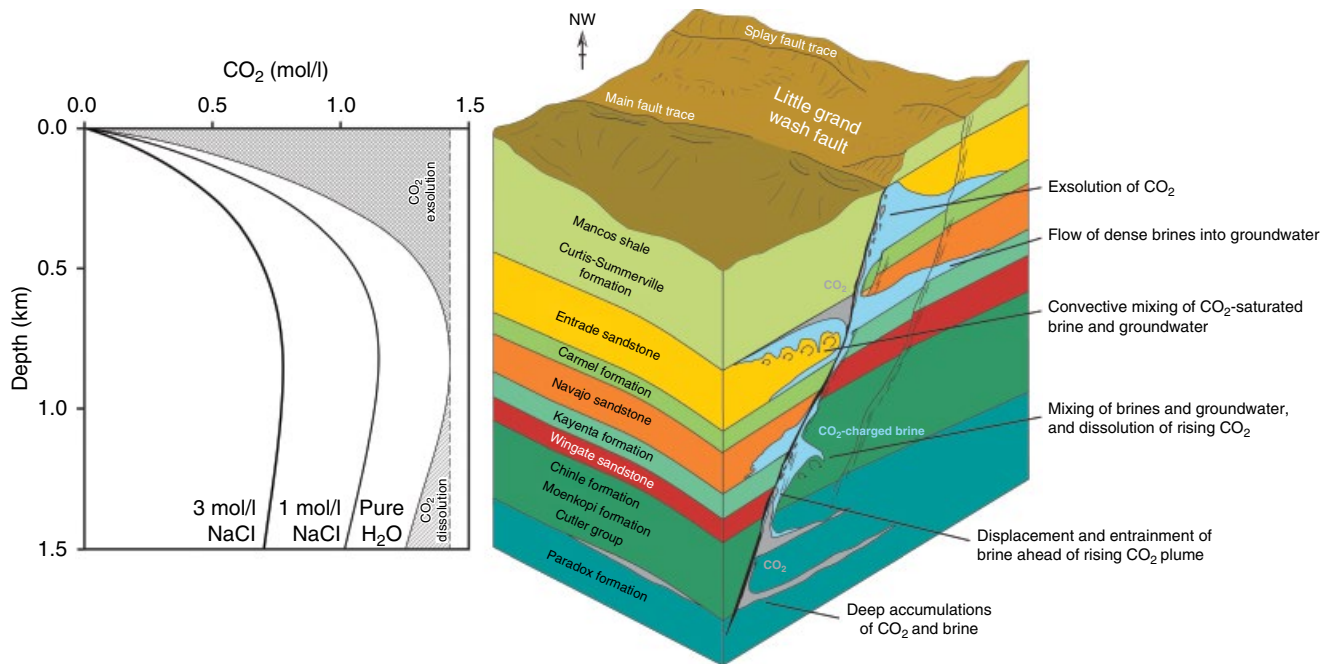 CO₂ (mol/l)
0.0 0.5 1.0 1.5
0.0
0.5
1.0
1.5
Depth (km)
CO₂
exsolution
CO₂
dissolution
3 mol/l
NaCl
1 mol/l
NaCl
Pure
H₂O
NW
Splay fault trace
Main fault trace
Little grand
wash fault
Mancos shale
Curtis-Summerville
formation
Entrade sandstone
Carmel formation
Navajo sandstone
Kayenta formation
Wingate sandstone
Chinle formation
Moenkopi formation
Cutler group
Paradox formation
CO₂
CO₂-charged brine
CO₂
Exsolution of CO₂
Flow of dense brines into groundwater
Convective mixing of CO₂-saturated
brine and groundwater
Mixing of brines and groundwater,
and dissolution of rising CO₂
Displacement and entrainment of
brine ahead of rising CO₂ plume
Deep accumulations
of CO₂ and brine